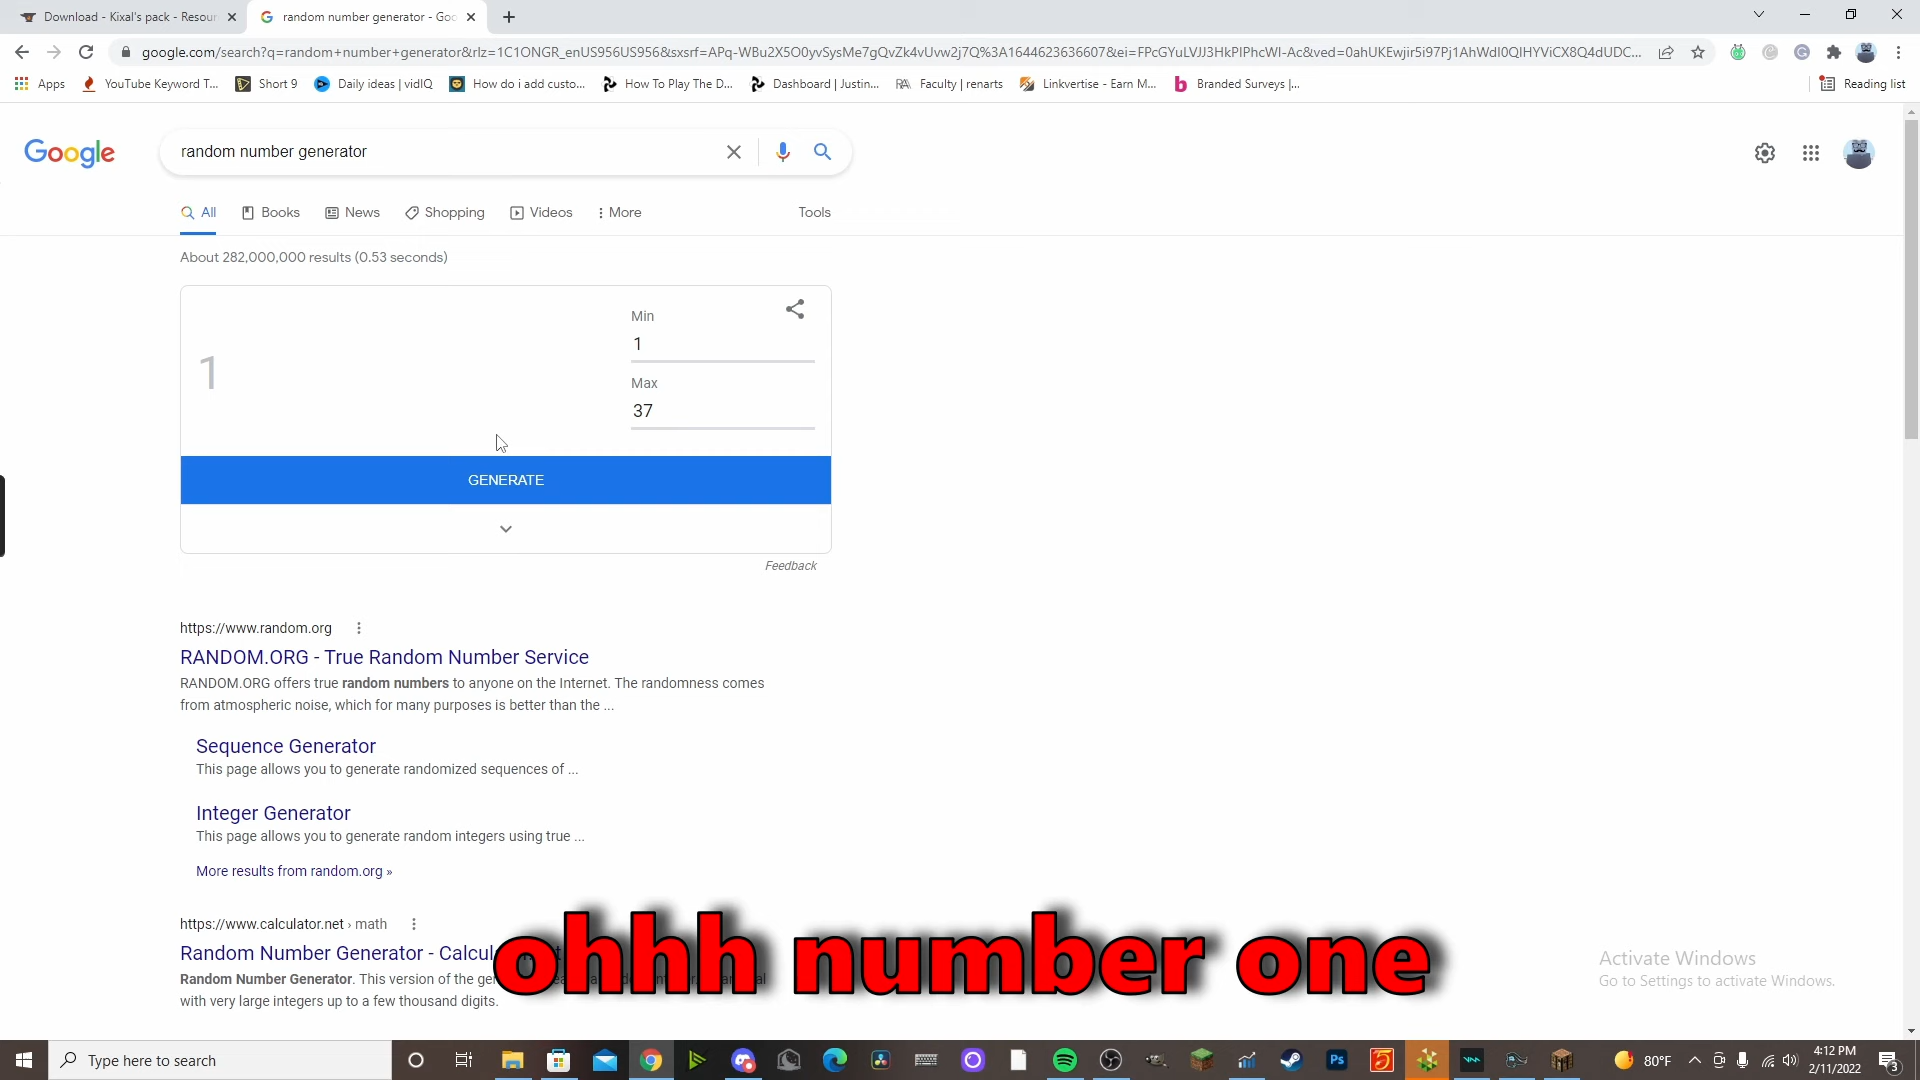 Download - Kixal's pack - Resour
random number generator - Goo
google.com/search?q=random+number+generator&rlz=1C1ONGR_enUS956US956&sxsrf=APq-WBu2X5O0yvSysMe7gQvZk4vUvw2j7Q%3A1644623636607&ei=FPcGYuLVJJ3HkPIPhcWI-Ac&ved=0ahUKEwjir5i97Pj1AhWdI0QIHYViCX8Q4dUDC...
Apps
YouTube Keyword T...
Short 9
Daily ideas | vidIQ
How do i add custo...
How To Play The D...
Dashboard | Justin...
RA Faculty | renarts
Linkvertise - Earn M...
Branded Surveys |...
Reading list
Google
random number generator
All
Books
News
Shopping
Videos
More
Tools
About 282,000,000 results (0.53 seconds)
1
Min
1
Max
37
GENERATE
Feedback
https://www.random.org
RANDOM.ORG - True Random Number Service
RANDOM.ORG offers true random numbers to anyone on the Internet. The randomness comes
from atmospheric noise, which for many purposes is better than the ...
Sequence Generator
This page allows you to generate randomized sequences of ...
Integer Generator
This page allows you to generate random integers using true ...
More results from random.org »
https://www.calculator.net › math
Random Number Generator - Calcul
Random Number Generator. This version of the
with very large integers up to a few thousand digits.
ohhh number one
Activate Windows
Go to Settings to activate Windows.
Type here to search
Ps
5
80°F
4:12 PM
2/11/2022
3